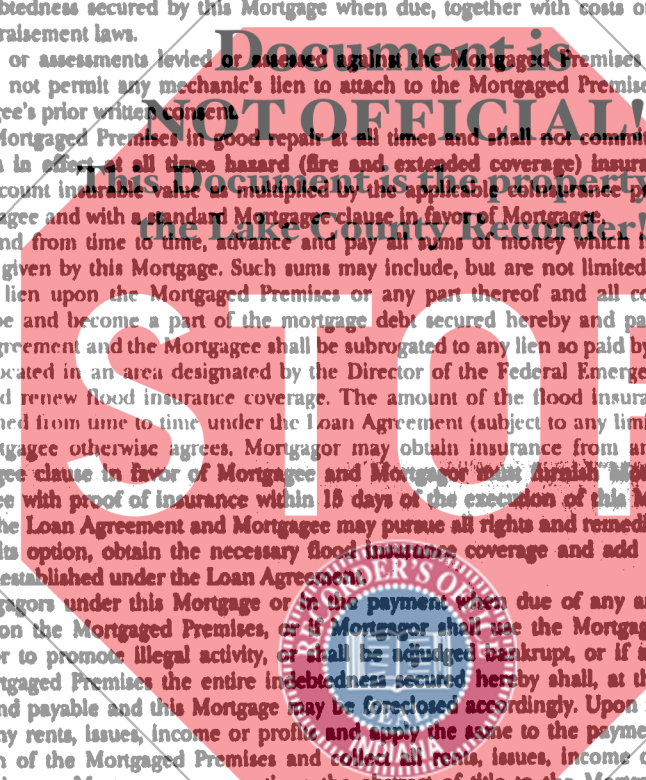 btedness secured by this Mortgage when due, together with costs o
raisement laws.
Document is
or assessments levied or assessed against the Mortgaged Premises
not permit any mechanic's lien to attach to the Mortgaged Premise
gee's prior written consent.
NOT OFFICIAL!
Mortgaged Premises in good repair at all times and shall not commit
s in effect at all times hazard (fire and extended coverage) insura
This Document is the property
count insurable value as multiplied by the applicable coinsurance p
agee and with a standard Mortgage clause in favor of Mortgagee.
the Lake County Recorder!
nd from time to time, advance and pay all sums of money which i
given by this Mortgage. Such sums may include, but are not limited
lien upon the Mortgaged Premises or any part thereof and all co
be and become a part of the mortgage debt secured hereby and pa
STOP
greement and the Mortgagee shall be subrogated to any lien so paid by
ocated in an area designated by the Director of the Federal Emerge
d renew flood insurance coverage. The amount of the flood insura
ned from time to time under the Loan Agreement (subject to any limi
tgagee otherwise agrees, Mortgagor may obtain insurance from an
gee clause in favor of Mortgagee and
ee with proof of insurance within 15 days of the execution of this M
he Loan Agreement and Mortgagee may pursue all rights and remedi
its option, obtain the necessary flood insurance coverage and add
established under the Loan Agreement.
gagors under this Mortgage or in the payment when due of any a
on the Mortgaged Premises, or if Mortgagor shall use the Mortgag
r to promote illegal activity, or shall be adjudged bankrupt, or if i
rtgaged Premises the entire indebtedness secured hereby shall, at th
nd payable and this Mortgage may be foreclosed accordingly. Upon
ny rents, issues, income or profits and apply the same to the payme
n of the Mortgaged Premises and collect all rents, issues, income o
RECORDER'S OFFICE
SEAL
INDIANA